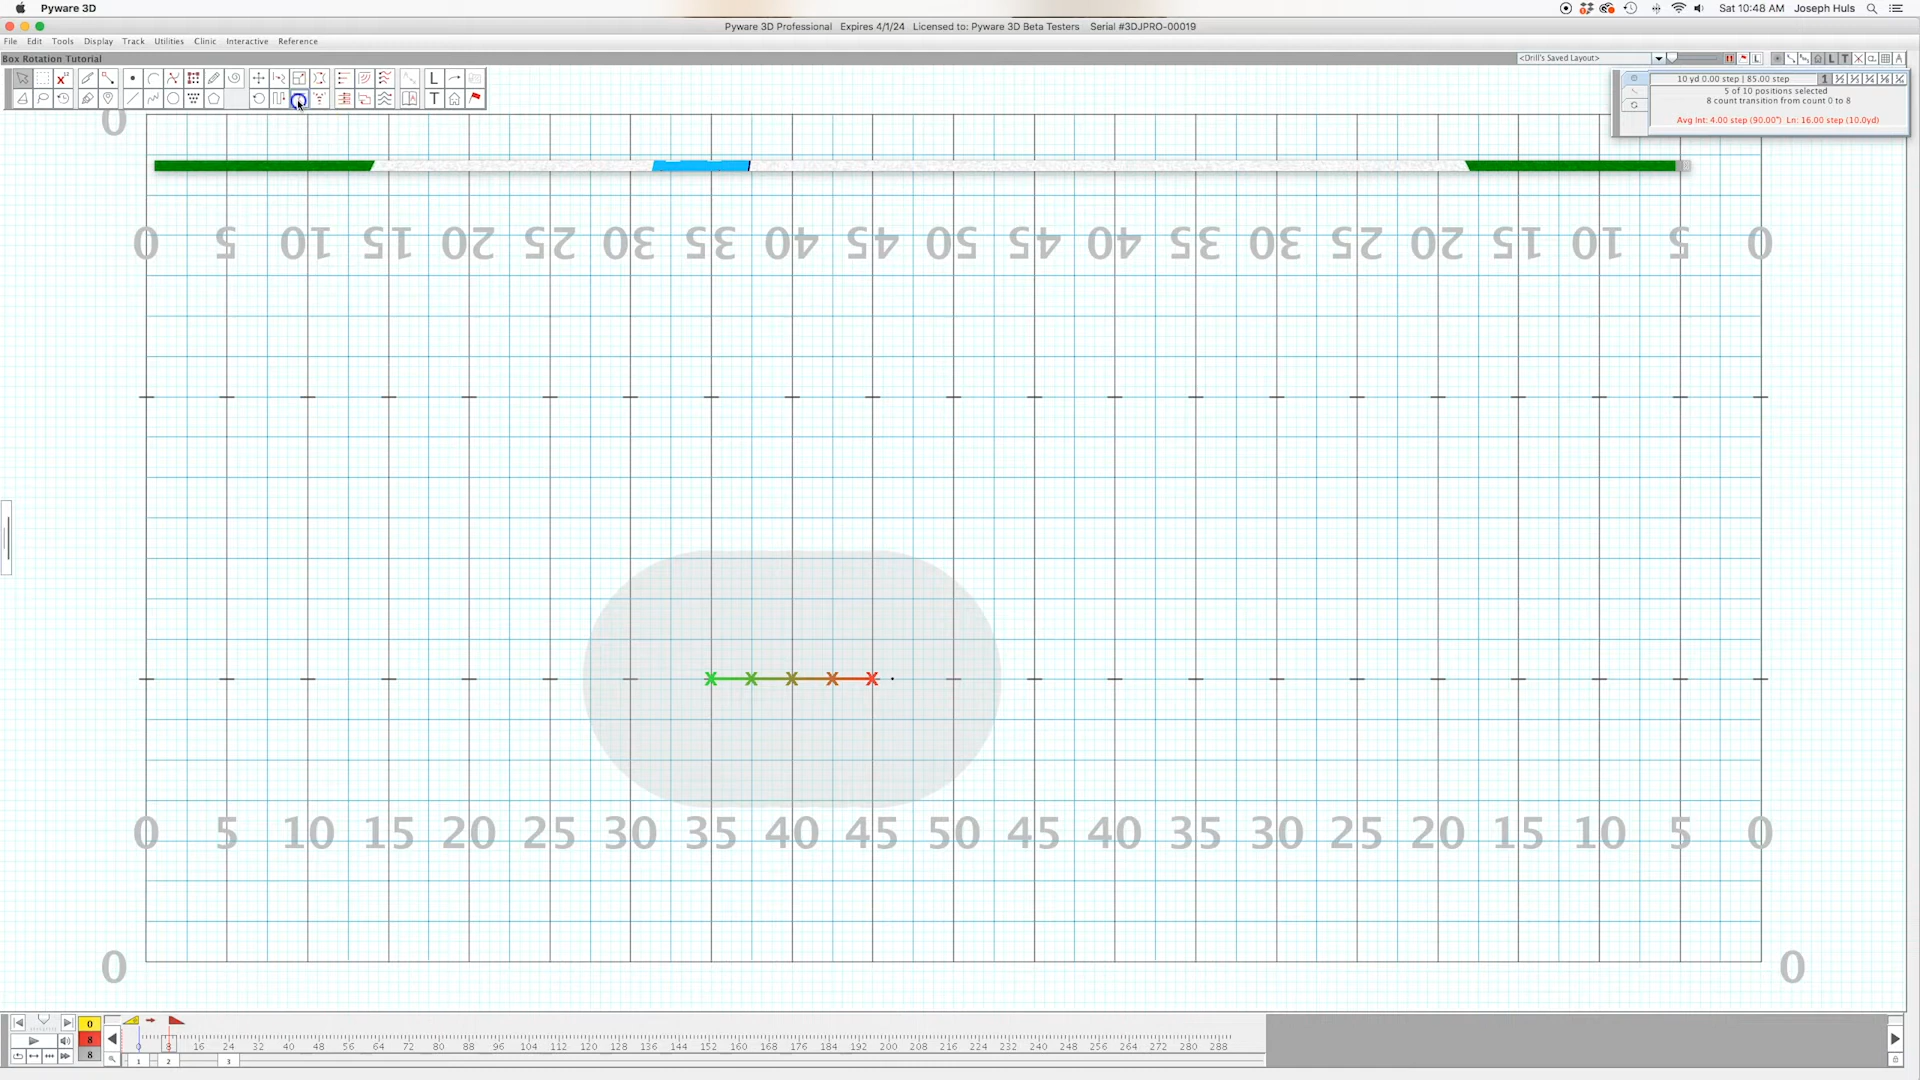 Pyware 3D
Sat 10:48 AM Joseph Huls
Pyware 3D Professional Expires 4/1/24 Licensed to: Pyware 3D Beta Testers Serial #3DJPRO-00019
File Edit Tools Display Track Utilities Clinic Interactive Reference
Box Rotation Tutorial
<Drill's Saved Layout>
10 yd 0.00 step | 85.00 step
5 of 10 positions selected
8 count transition from count 0 to 8
Avg Int: 4.00 step (90.00°) Ln: 16.00 step (10.0yd)
0
0 5 10 15 20 25 30 35 40 45 50 45 40 35 30 25 20 15 10 5 0
0 5 10 15 20 25 30 35 40 45 50 45 40 35 30 25 20 15 10 5 0
0 0
0
8
8
0 8 16 24 32 40 48 56 64 72 80 88 96 104 112 120 128 136 144 152 160 168 176 184 192 200 208 216 224 232 240 248 256 264 272 280 288
1 2 3